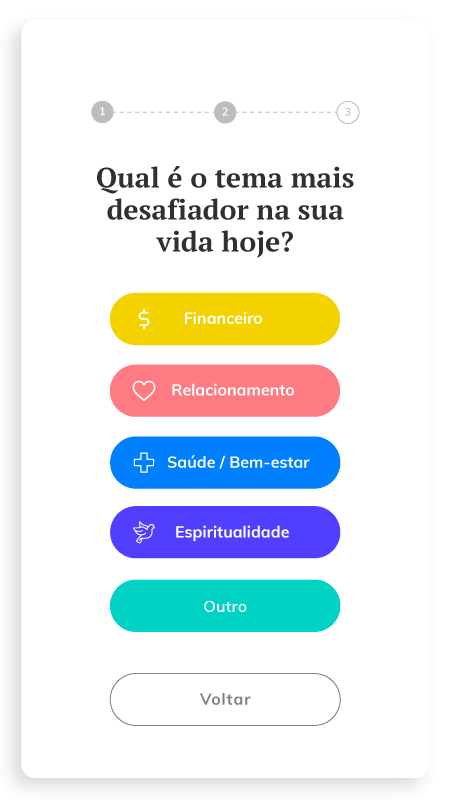 1 2 3
Qual é o tema mais
desafiador na sua
vida hoje?
$ Financeiro
Relacionamento
Saúde / Bem-estar
Espiritualidade
Outro
Voltar